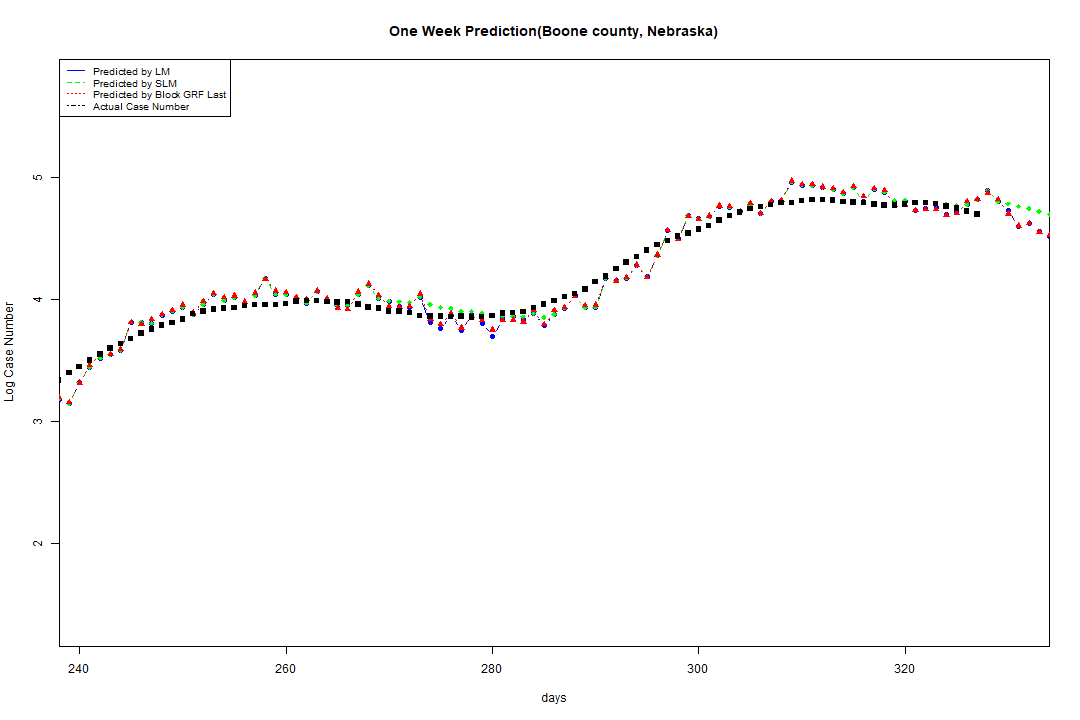 One Week Prediction(Boone county, Nebraska)
Predicted by LM
Predicted by SLM
Predicted by Block GRF Last
Actual Case Number
5
4
3
2
Log Case Number
240 260 280 300 320
days